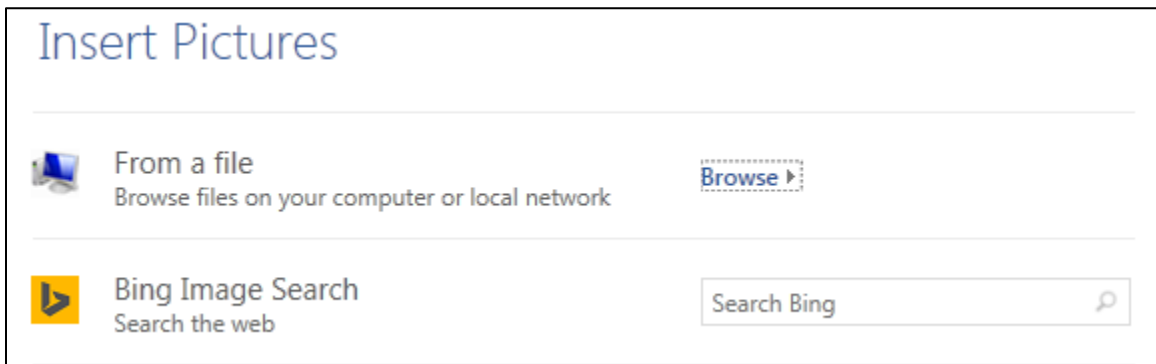 Insert Pictures
From a file
Browse files on your computer or local network
Browse
Bing Image Search
Search the web
Search Bing